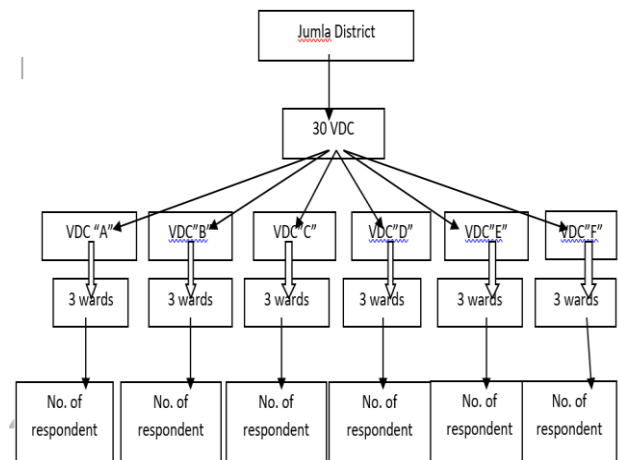 Jumla District
30 VDC
VDC “A”
VDC”B”
VDC”C”
VDC”D”
VDC”E”
VDC”F”
3 wards
3 wards
3 wards
3 wards
3 wards
3 wards
No. of
respondent
No. of
respondent
No. of
respondent
No. of
respondent
No. of
respondent
No. of
respondent